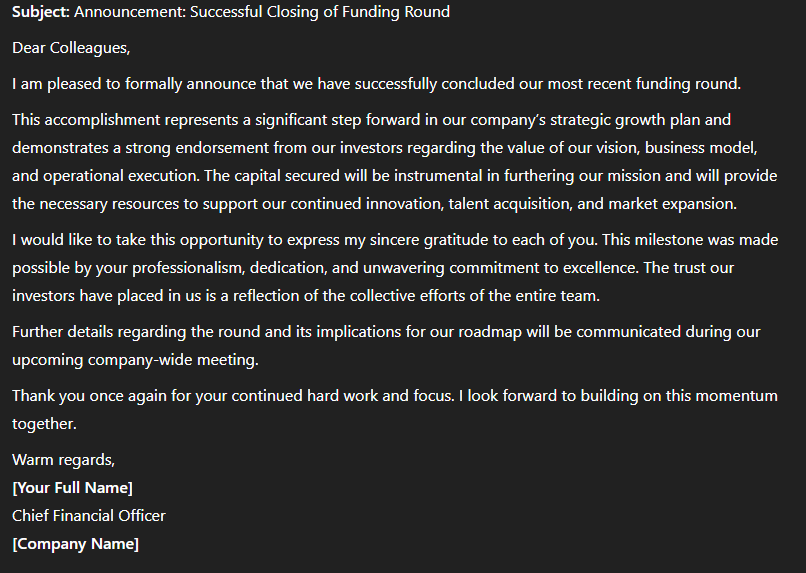 Subject: Announcement: Successful Closing of Funding Round
Dear Colleagues,
I am pleased to formally announce that we have successfully concluded our most recent funding round.
This accomplishment represents a significant step forward in our company’s strategic growth plan and
demonstrates a strong endorsement from our investors regarding the value of our vision, business model,
and operational execution. The capital secured will be instrumental in furthering our mission and will provide
the necessary resources to support our continued innovation, talent acquisition, and market expansion.
I would like to take this opportunity to express my sincere gratitude to each of you. This milestone was made
possible by your professionalism, dedication, and unwavering commitment to excellence. The trust our
investors have placed in us is a reflection of the collective efforts of the entire team.
Further details regarding the round and its implications for our roadmap will be communicated during our
upcoming company-wide meeting.
Thank you once again for your continued hard work and focus. I look forward to building on this momentum
together.
Warm regards,
[Your Full Name]
Chief Financial Officer
[Company Name]